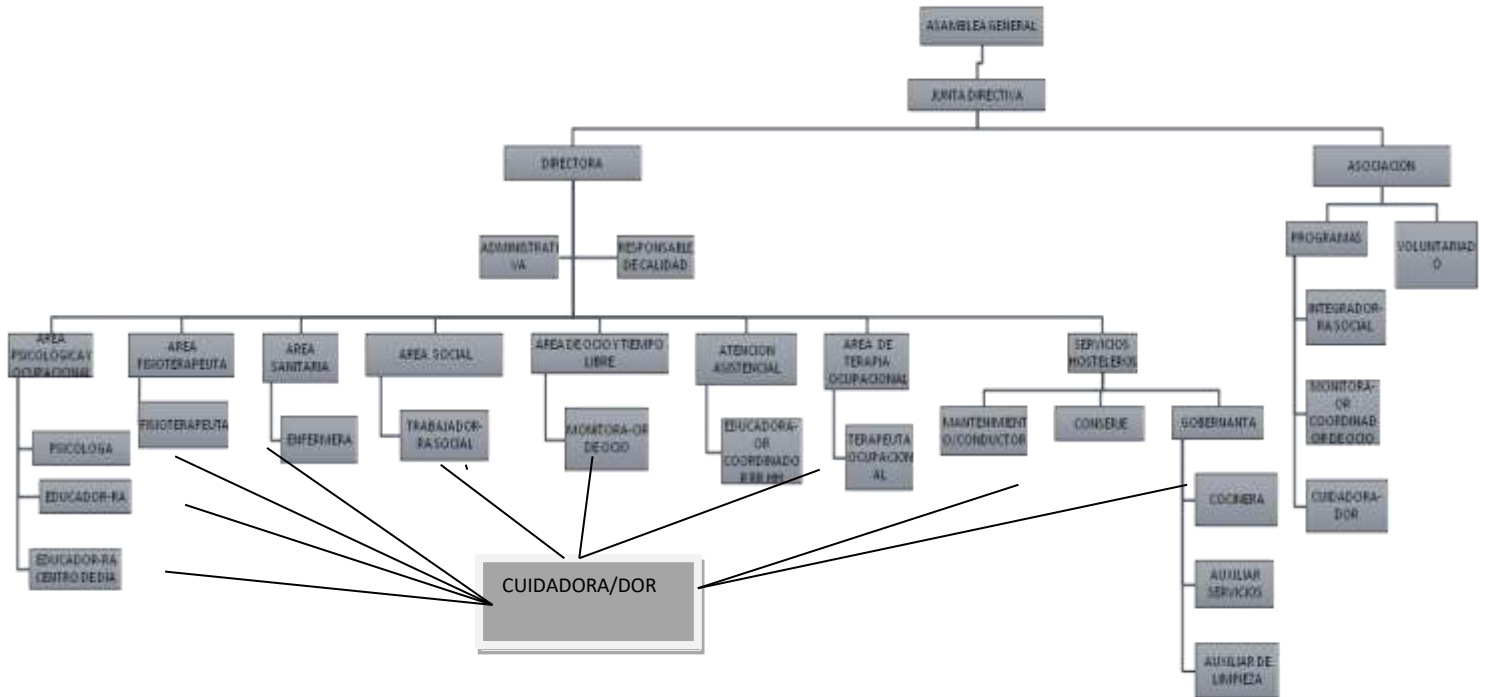 ASAMBLEA GENERAL
JUNTA DIRECTIVA
DIRECTORA
ASOCIACION
ADMINISTRATI
VA
RESPONSABLE
DE CALIDAD
PROGRAMAS
VOLUNTARIAD
O
INTEGRADOR-
RA SOCIAL
MONITORA-
OR
COORDINAD
OR DE OCIO
CUIDADORA-
DOR
AREA
PSICOLOGICA Y
OCUPACIONAL
AREA
FISIOTERAPEUTA
AREA
SANITARIA
AREA SOCIAL
AREA DE OCIO Y TIEMPO
LIBRE
ATENCION
ASISTENCIAL
AREA DE
TERAPIA
OCUPACIONAL
SERVICIOS
HOSTELEROS
FISIOTERAPEUTA
ENFERMERA
TRABAJADOR-
RA SOCIAL
MONITORA-OR
DE OCIO
EDUCADORA-
OR
COORDINADO
R RR.HH
TERAPEUTA
OCUPACION
AL
MANTENIMIENT
O/CONDUCTOR
CONSERJE
GOBERNANTA
PSICOLOGA
EDUCADOR-RA
EDUCADOR-RA
CENTRO DE DIA
COCINERA
AUXILIAR
SERVICIOS
AUXILIAR DE
LIMPIEZA
CUIDADORA/DOR